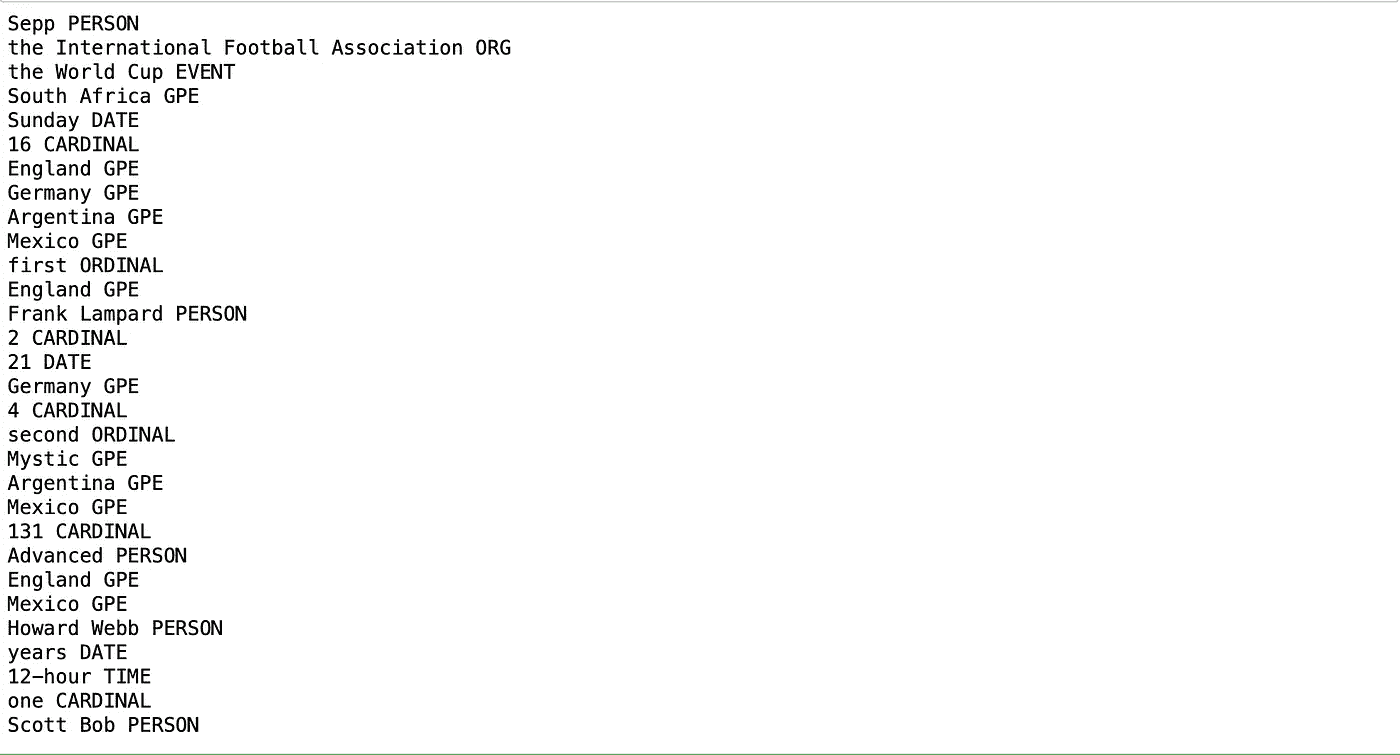 Sepp PERSON
the International Football Association ORG
the World Cup EVENT
South Africa GPE
Sunday DATE
16 CARDINAL
England GPE
Germany GPE
Argentina GPE
Mexico GPE
first ORDINAL
England GPE
Frank Lampard PERSON
2 CARDINAL
21 DATE
Germany GPE
4 CARDINAL
second ORDINAL
Mystic GPE
Argentina GPE
Mexico GPE
131 CARDINAL
Advanced PERSON
England GPE
Mexico GPE
Howard Webb PERSON
years DATE
12−hour TIME
one CARDINAL
Scott Bob PERSON